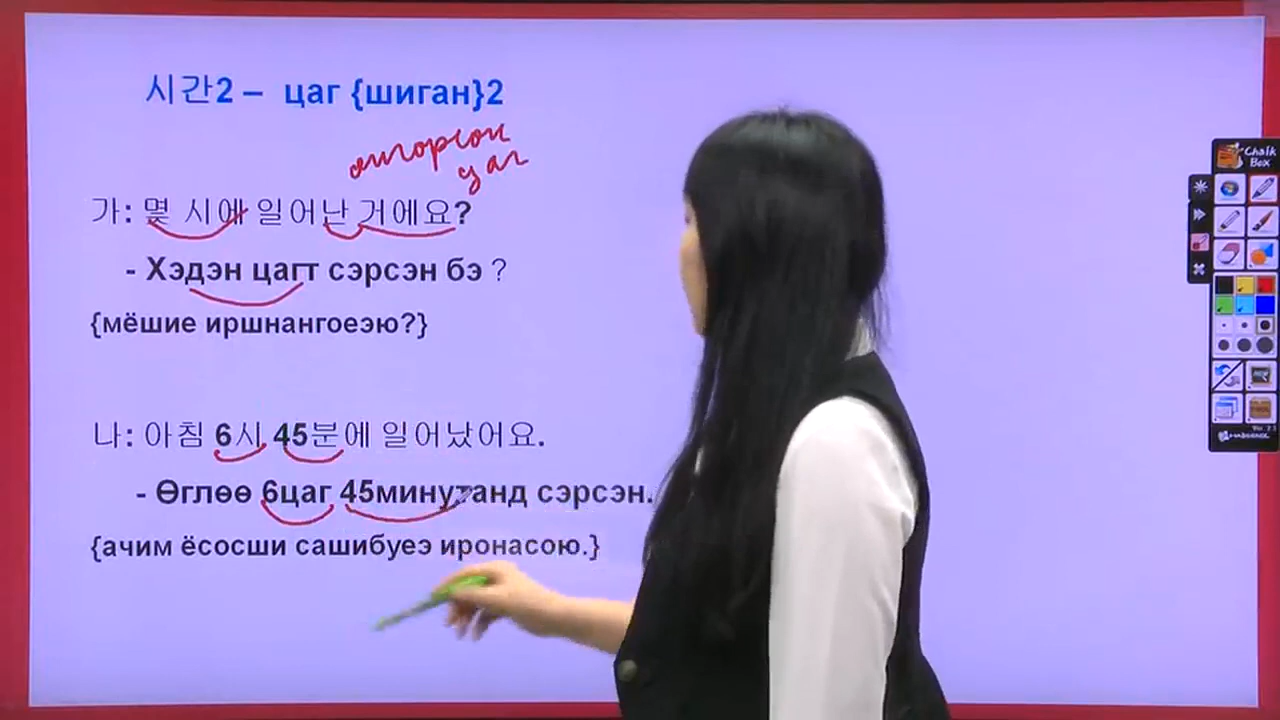 시간2 – цаг {шиган}2
өнгөрсөн
цаг
가: 몇 시에 일어난 거에요?
- Хэдэн цагт сэрсэн бэ ?
{мёшие иршнангоеэю?}
나: 아침 6시 45분에 일어났어요.
- Өглөө 6цаг 45минутанд сэрсэн.
{ачим ёсосши сашибуеэ иронасою.}
Chalk
Box